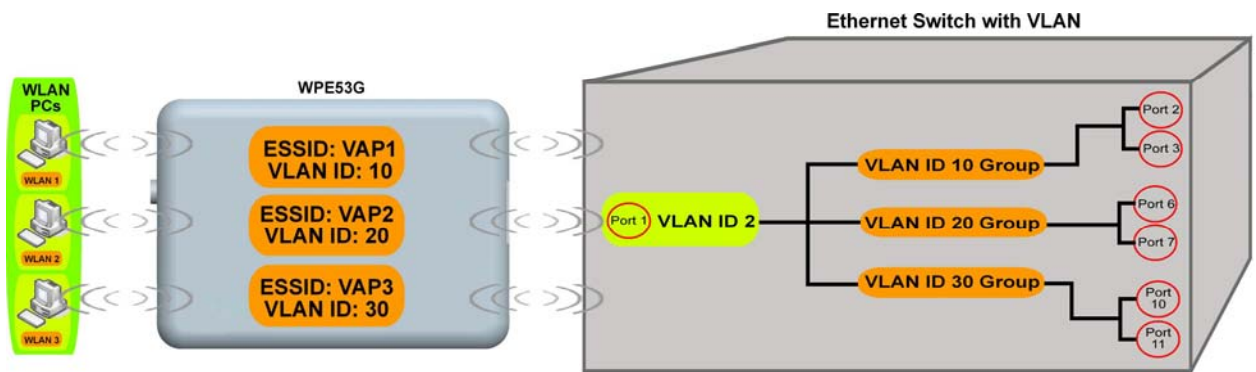 Ethernet Switch with VLAN
WLAN
PCs
WLAN 1
WLAN 2
WLAN 3
WPE53G
ESSID: VAP1
VLAN ID: 10
ESSID: VAP2
VLAN ID: 20
ESSID: VAP3
VLAN ID: 30
Port 1
VLAN ID 2
VLAN ID 10 Group
VLAN ID 20 Group
VLAN ID 30 Group
Port 2
Port 3
Port 6
Port 7
Port
10
Port
11